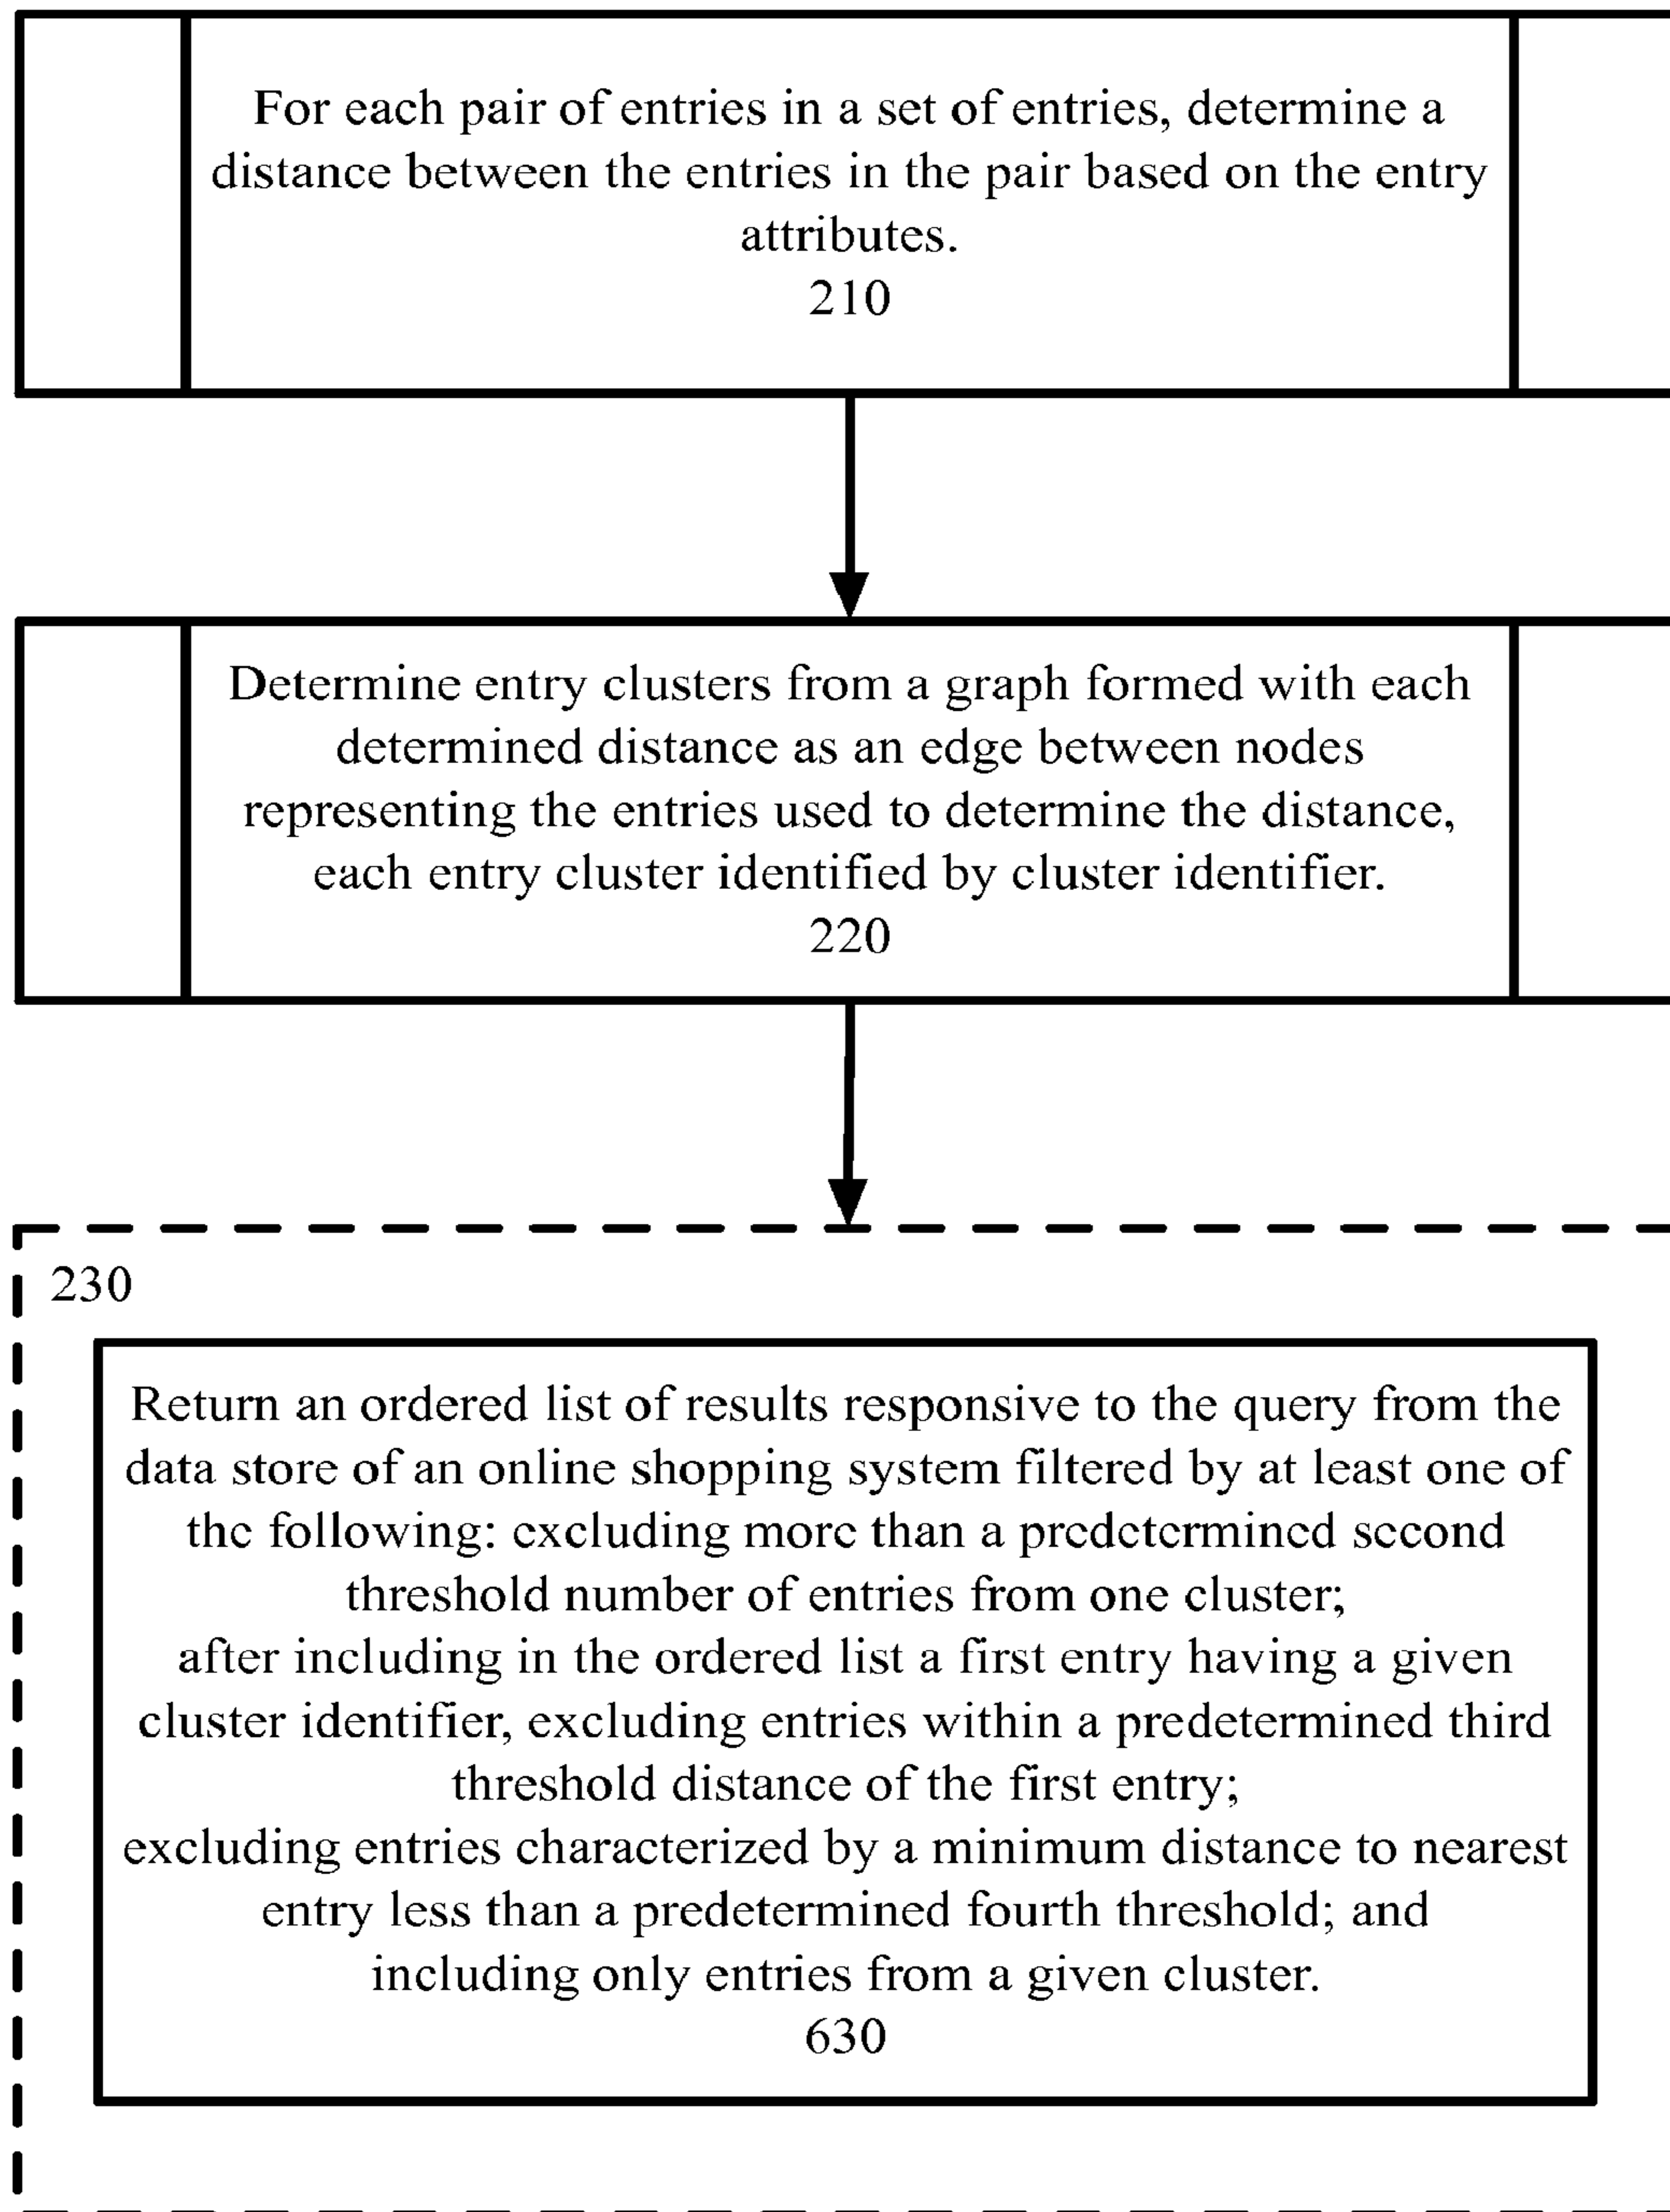 For each pair of entries in a set of entries, determine a
distance between the entries in the pair based on the entry
attributes.
210
Determine entry clusters from a graph formed with each
determined distance as an edge between nodes
representing the entries used to determine the distance,
each entry cluster identified by cluster identifier.
220
230
Return an ordered list of results responsive to the query from the
data store of an online shopping system filtered by at least one of
the following: excluding more than a predetermined second
threshold number of entries from one cluster;
after including in the ordered list a first entry having a given
cluster identifier, excluding entries within a predetermined third
threshold distance of the first entry;
excluding entries characterized by a minimum distance to nearest
entry less than a predetermined fourth threshold; and
including only entries from a given cluster.
630